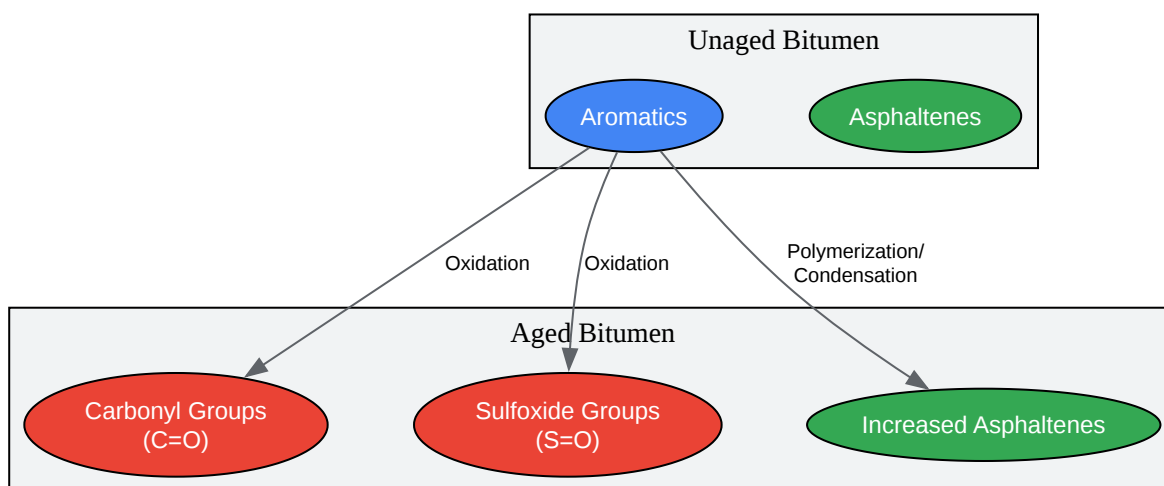 Unaged Bitumen
Aromatics
Asphaltenes
Oxidation
Oxidation
Polymerization/
Condensation
Aged Bitumen
Carbonyl Groups
(C=O)
Sulfoxide Groups
(S=O)
Increased Asphaltenes